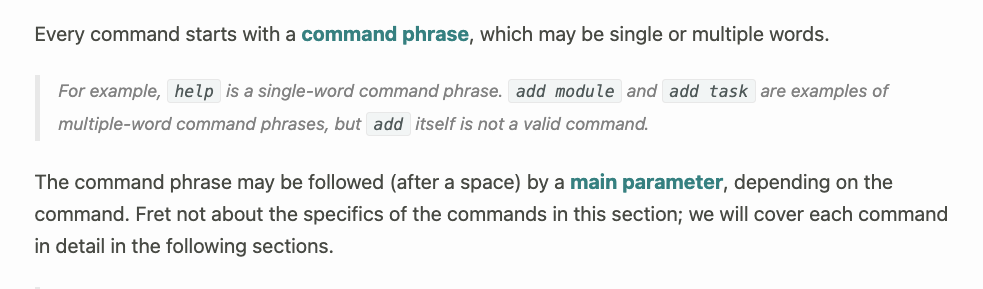 Every command starts with a command phrase, which may be single or multiple words.
For example, help is a single-word command phrase. add module and add task are examples of
multiple-word command phrases, but add itself is not a valid command.
The command phrase may be followed (after a space) by a main parameter, depending on the
command. Fret not about the specifics of the commands in this section; we will cover each command
in detail in the following sections.